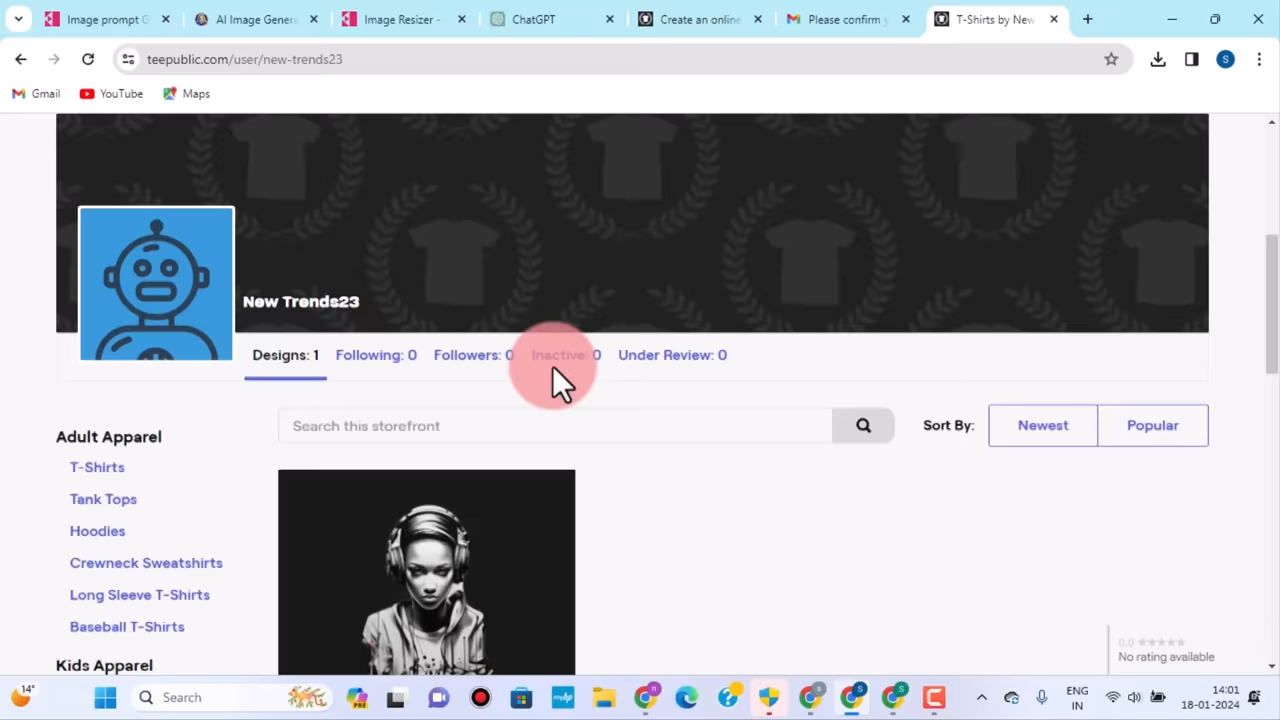 Image prompt G
AI Image Genera
Image Resizer -
ChatGPT
Create an online
Please confirm y
T-Shirts by New
teepublic.com/user/new-trends23
S
Gmail
YouTube
Maps
New Trends23
Designs: 1
Following: 0
Followers: 0
Inactive: 0
Under Review: 0
Adult Apparel
Search this storefront
Sort By:
Newest
Popular
T-Shirts
Tank Tops
Hoodies
Crewneck Sweatshirts
Long Sleeve T-Shirts
Baseball T-Shirts
Kids Apparel
0.0
No rating available
14°
Search
PRE
ENG
IN
14:01
18-01-2024